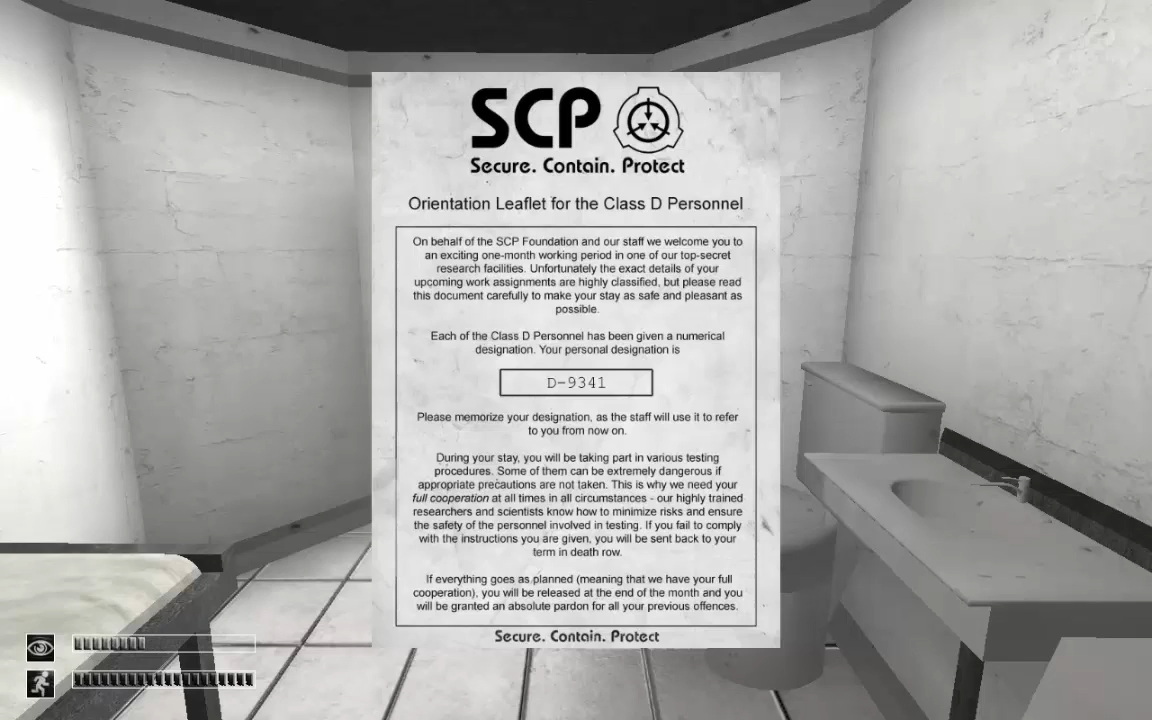 SCP
Secure. Contain. Protect
Orientation Leaflet for the Class D Personnel
On behalf of the SCP Foundation and our staff we welcome you to
an exciting one-month working period in one of our top-secret
research facilities. Unfortunately the exact details of your
upcoming work assignments are highly classified, but please read
this document carefully to make your stay as safe and pleasant as
possible.
Each of the Class D Personnel has been given a numerical
designation. Your personal designation is
D-9341
Please memorize your designation, as the staff will use it to refer
to you from now on.
During your stay, you will be taking part in various testing
procedures. Some of them can be extremely dangerous if
appropriate precautions are not taken. This is why we need your
full cooperation at all times in all circumstances - our highly trained
researchers and scientists know how to minimize risks and ensure
the safety of the personnel involved in testing. If you fail to comply
with the instructions you are given, you will be sent back to your
term in death row.
If everything goes as planned (meaning that we have your full
cooperation), you will be released at the end of the month and you
will be granted an absolute pardon for all your previous offences.
Secure. Contain. Protect